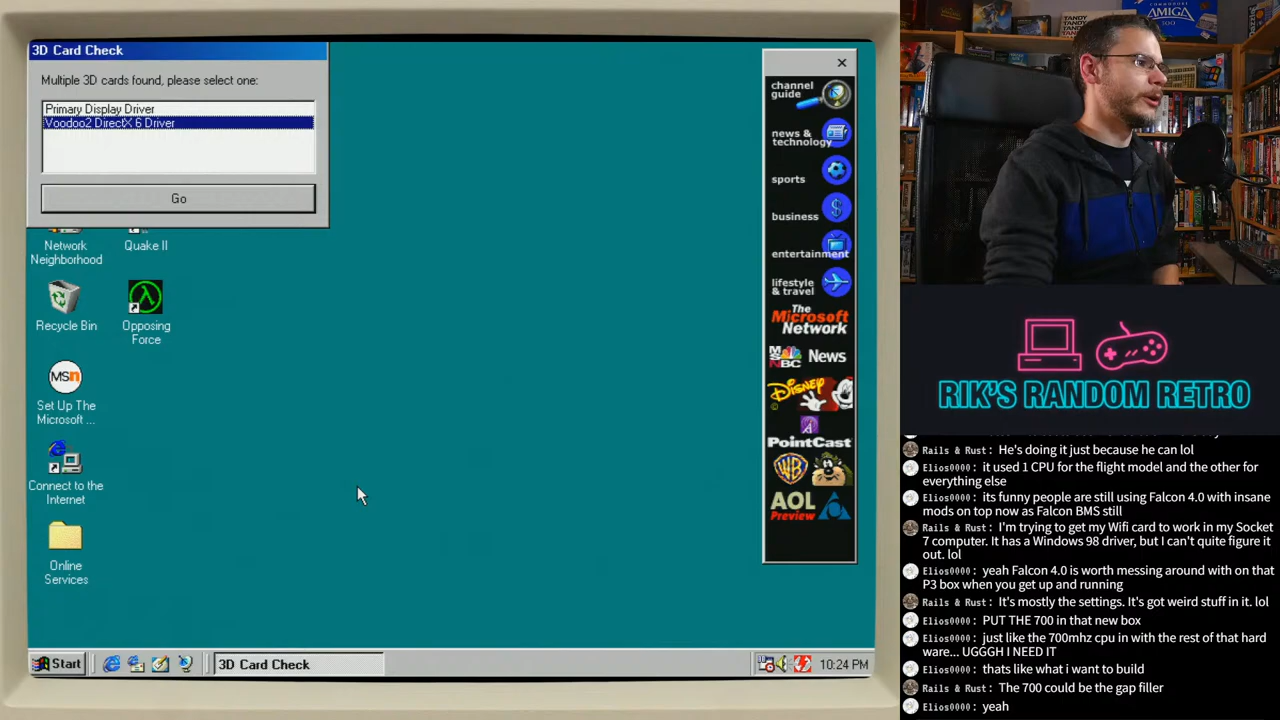 3D Card Check
Multiple 3D cards found, please select one:
Primary Display Driver
Voodoo2 DirectX 6 Driver
Go
Network
Neighborhood
Quake II
Recycle Bin
Opposing
Force
msn
Set Up The
Microsoft ...
Connect to the
Internet
Online
Services
channel
guide
news &
technology
sports
business
entertainment
lifestyle
& travel
The
Microsoft
Network
MSNBC News
DISNEY
PointCast
WB
AOL
Preview
Start
3D Card Check
10:24 PM
COMMODORE
AMIGA
TANDY
RIK'S RANDOM RETRO
Rails & Rust: He's doing it just because he can lol
Elios0000: it used 1 CPU for the flight model and the other for
everything else
Elios0000: its funny people are still using Falcon 4.0 with insane
mods on top now as Falcon BMS still
Rails & Rust: I'm trying to get my Wifi card to work in my Socket
7 computer. It has a Windows 98 driver, but I can't quite figure it
out. lol
Elios0000: yeah Falcon 4.0 is worth messing around with on that
P3 box when you get up and running
Rails & Rust: It's mostly the settings. It's got weird stuff in it. lol
Elios0000: PUT THE 700 in that new box
Elios0000: just like the 700mhz cpu in with the rest of that hard
ware... UGGGH I NEED IT
Elios0000: thats like what i want to build
Rails & Rust: The 700 could be the gap filler
Elios0000: yeah